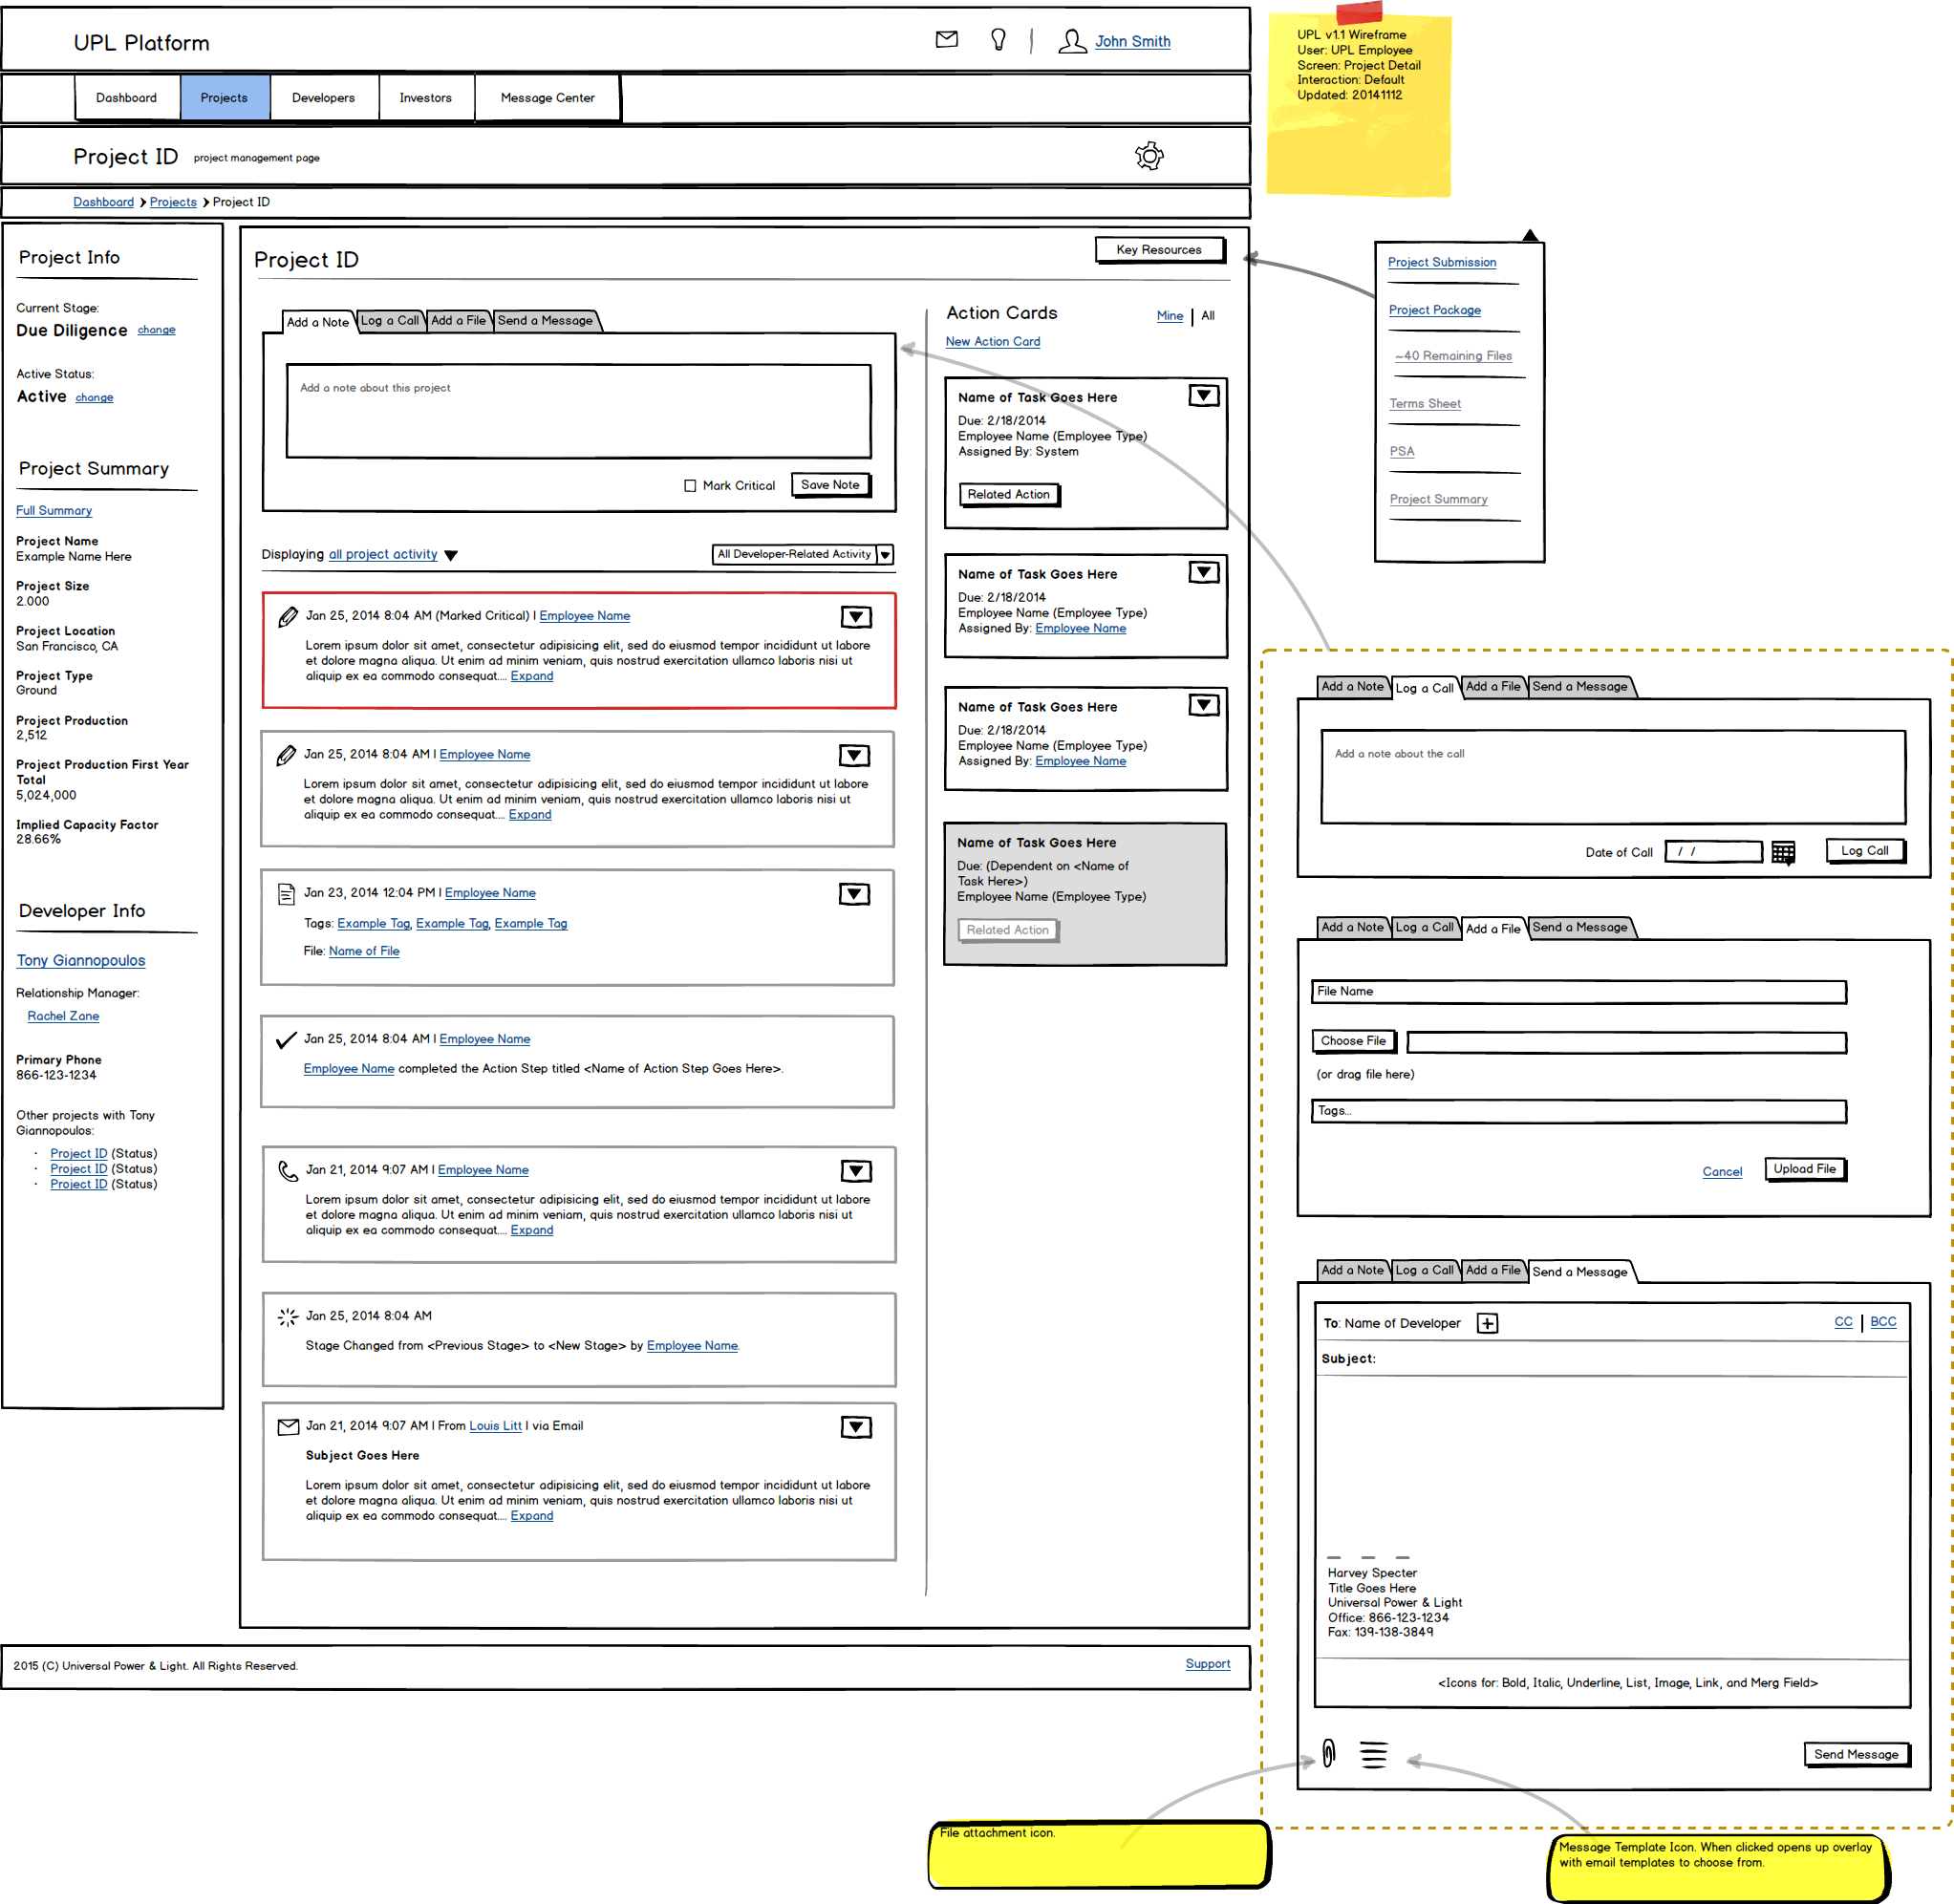 UPL Platform
John Smith
Dashboard
Projects
Developers
Investors
Message Center
Project ID
project management page
Dashboard
Projects
Project ID
UPL v1.1 Wireframe
User: UPL Employee
Screen: Project Detail
Interaction: Default
Updated: 20141112
Project Info
Current Stage:
Due Diligence change
Active Status:
Active change
Project Summary
Full Summary
Project Name
Example Name Here
Project Size
2.000
Project Location
San Francisco, CA
Project Type
Ground
Project Production
2,512
Project Production First Year
Total
5,024,000
Implied Capacity Factor
28.66%
Developer Info
Tony Giannopoulos
Relationship Manager:
Rachel Zane
Primary Phone
866-123-1234
Other projects with Tony
Giannopoulos:
· Project ID (Status)
· Project ID (Status)
· Project ID (Status)
Project ID
Key Resources
Add a Note
Log a Call
Add a File
Send a Message
Add a note about this project
Mark Critical
Save Note
Displaying all project activity
All Developer-Related Activity
Jan 25, 2014 8:04 AM (Marked Critical) | Employee Name
Lorem ipsum dolor sit amet, consectetur adipisicing elit, sed do eiusmod tempor incididunt ut labore
et dolore magna aliqua. Ut enim ad minim veniam, quis nostrud exercitation ullamco laboris nisi ut
aliquip ex ea commodo consequat.... Expand
Jan 25, 2014 8:04 AM | Employee Name
Lorem ipsum dolor sit amet, consectetur adipisicing elit, sed do eiusmod tempor incididunt ut labore
et dolore magna aliqua. Ut enim ad minim veniam, quis nostrud exercitation ullamco laboris nisi ut
aliquip ex ea commodo consequat.... Expand
Jan 23, 2014 12:04 PM | Employee Name
Tags: Example Tag, Example Tag, Example Tag
File: Name of File
Jan 25, 2014 8:04 AM | Employee Name
Employee Name completed the Action Step titled <Name of Action Step Goes Here>.
Jan 21, 2014 9:07 AM | Employee Name
Lorem ipsum dolor sit amet, consectetur adipisicing elit, sed do eiusmod tempor incididunt ut labore
et dolore magna aliqua. Ut enim ad minim veniam, quis nostrud exercitation ullamco laboris nisi ut
aliquip ex ea commodo consequat.... Expand
Jan 25, 2014 8:04 AM
Stage Changed from <Previous Stage> to <New Stage> by Employee Name.
Jan 21, 2014 9:07 AM | From Louis Litt | via Email
Subject Goes Here
Lorem ipsum dolor sit amet, consectetur adipisicing elit, sed do eiusmod tempor incididunt ut labore
et dolore magna aliqua. Ut enim ad minim veniam, quis nostrud exercitation ullamco laboris nisi ut
aliquip ex ea commodo consequat.... Expand
Action Cards
Mine | All
New Action Card
Name of Task Goes Here
Due: 2/18/2014
Employee Name (Employee Type)
Assigned By: System
Related Action
Name of Task Goes Here
Due: 2/18/2014
Employee Name (Employee Type)
Assigned By: Employee Name
Name of Task Goes Here
Due: 2/18/2014
Employee Name (Employee Type)
Assigned By: Employee Name
Name of Task Goes Here
Due: (Dependent on <Name of
Task Here>)
Employee Name (Employee Type)
Related Action
2015 (C) Universal Power & Light. All Rights Reserved.
Support
Project Submission
Project Package
~40 Remaining Files
Terms Sheet
PSA
Project Summary
Add a Note
Log a Call
Add a File
Send a Message
Add a note about the call
Date of Call
/ /
Log Call
Add a Note
Log a Call
Add a File
Send a Message
File Name
Choose File
(or drag file here)
Tags...
Cancel
Upload File
Add a Note
Log a Call
Add a File
Send a Message
To: Name of Developer
CC | BCC
Subject:
Harvey Specter
Title Goes Here
Universal Power & Light
Office: 866-123-1234
Fax: 139-138-3849
<Icons for: Bold, Italic, Underline, List, Image, Link, and Merg Field>
Send Message
File attachment icon.
Message Template Icon. When clicked opens up overlay
with email templates to choose from.